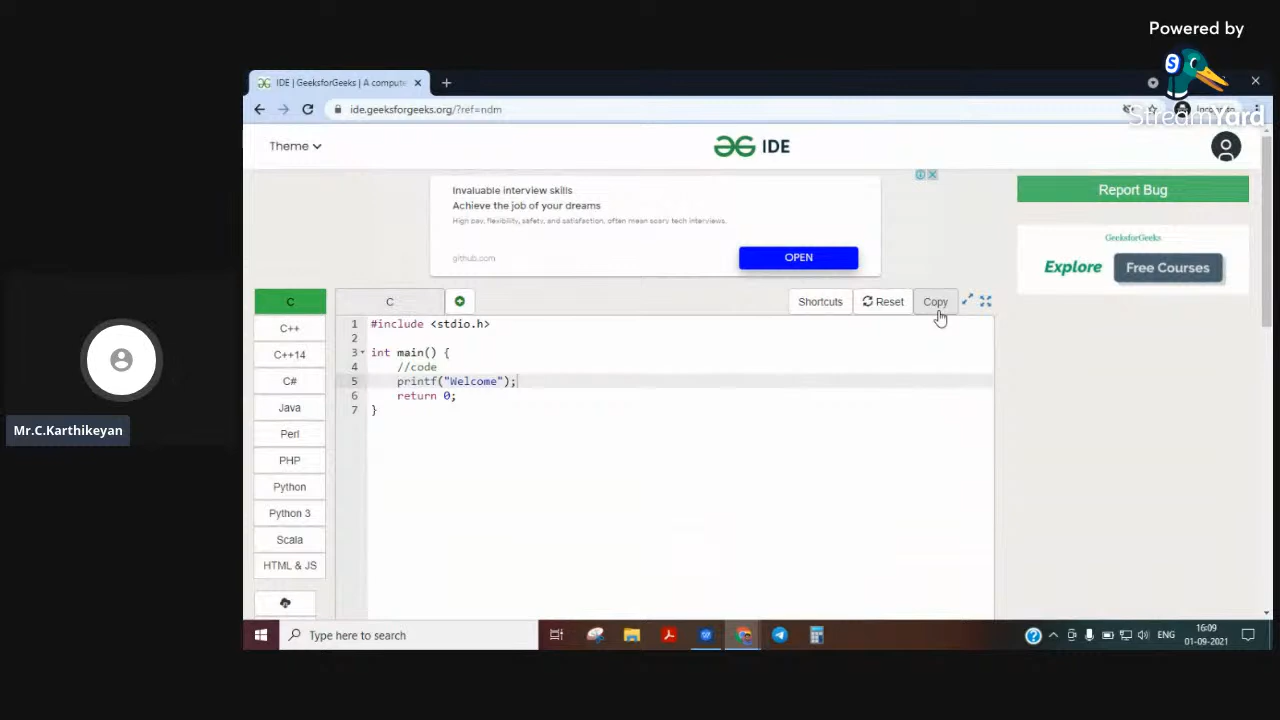 Powered by
StreamYard
IDE | GeeksforGeeks | A compute
ide.geeksforgeeks.org/?ref=ndm
Theme
IDE
Invaluable interview skills
Achieve the job of your dreams
High pay, flexibility, safety, and satisfaction, often mean scary tech interviews.
github.com
OPEN
Report Bug
GeeksforGeeks
Explore Free Courses
C
C++
C++14
C#
Java
Perl
PHP
Python
Python 3
Scala
HTML & JS
C
Shortcuts
Reset
Copy
1 #include <stdio.h>
2
3 int main() {
4 //code
5 printf("Welcome");
6 return 0;
7 }
Mr.C.Karthikeyan
Type here to search
ENG
16:09
01-09-2021